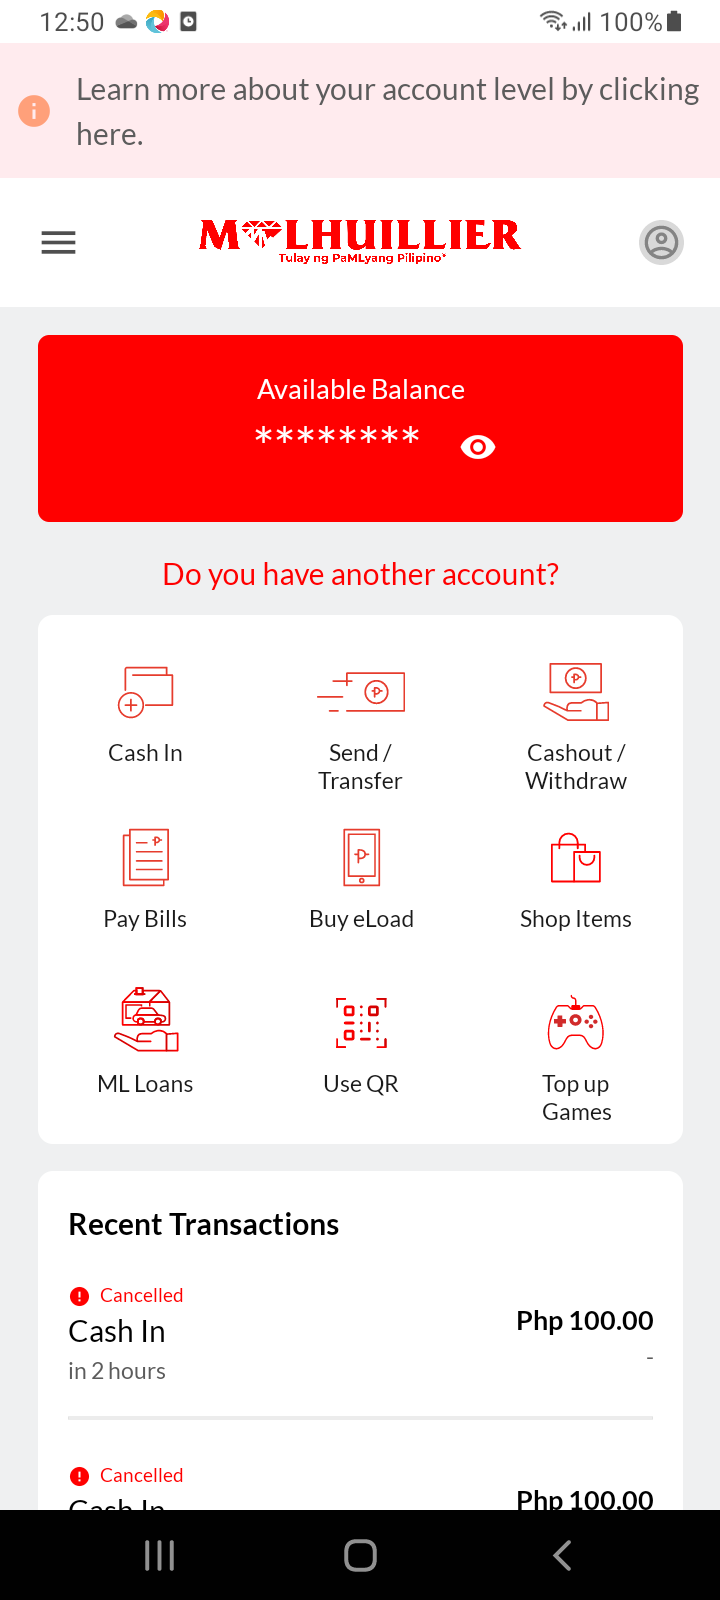 12:50
100%
Learn more about your account level by clicking
here.
M LHUILLIER
Tulay ng PaMLyang Pilipino
Available Balance
********
Do you have another account?
Cash In
Send /
Transfer
Cashout /
Withdraw
Pay Bills
Buy eLoad
Shop Items
ML Loans
Use QR
Top up
Games
Recent Transactions
Cancelled
Cash In
Php 100.00
in 2 hours
-
Cancelled
Cash In
Php 100.00